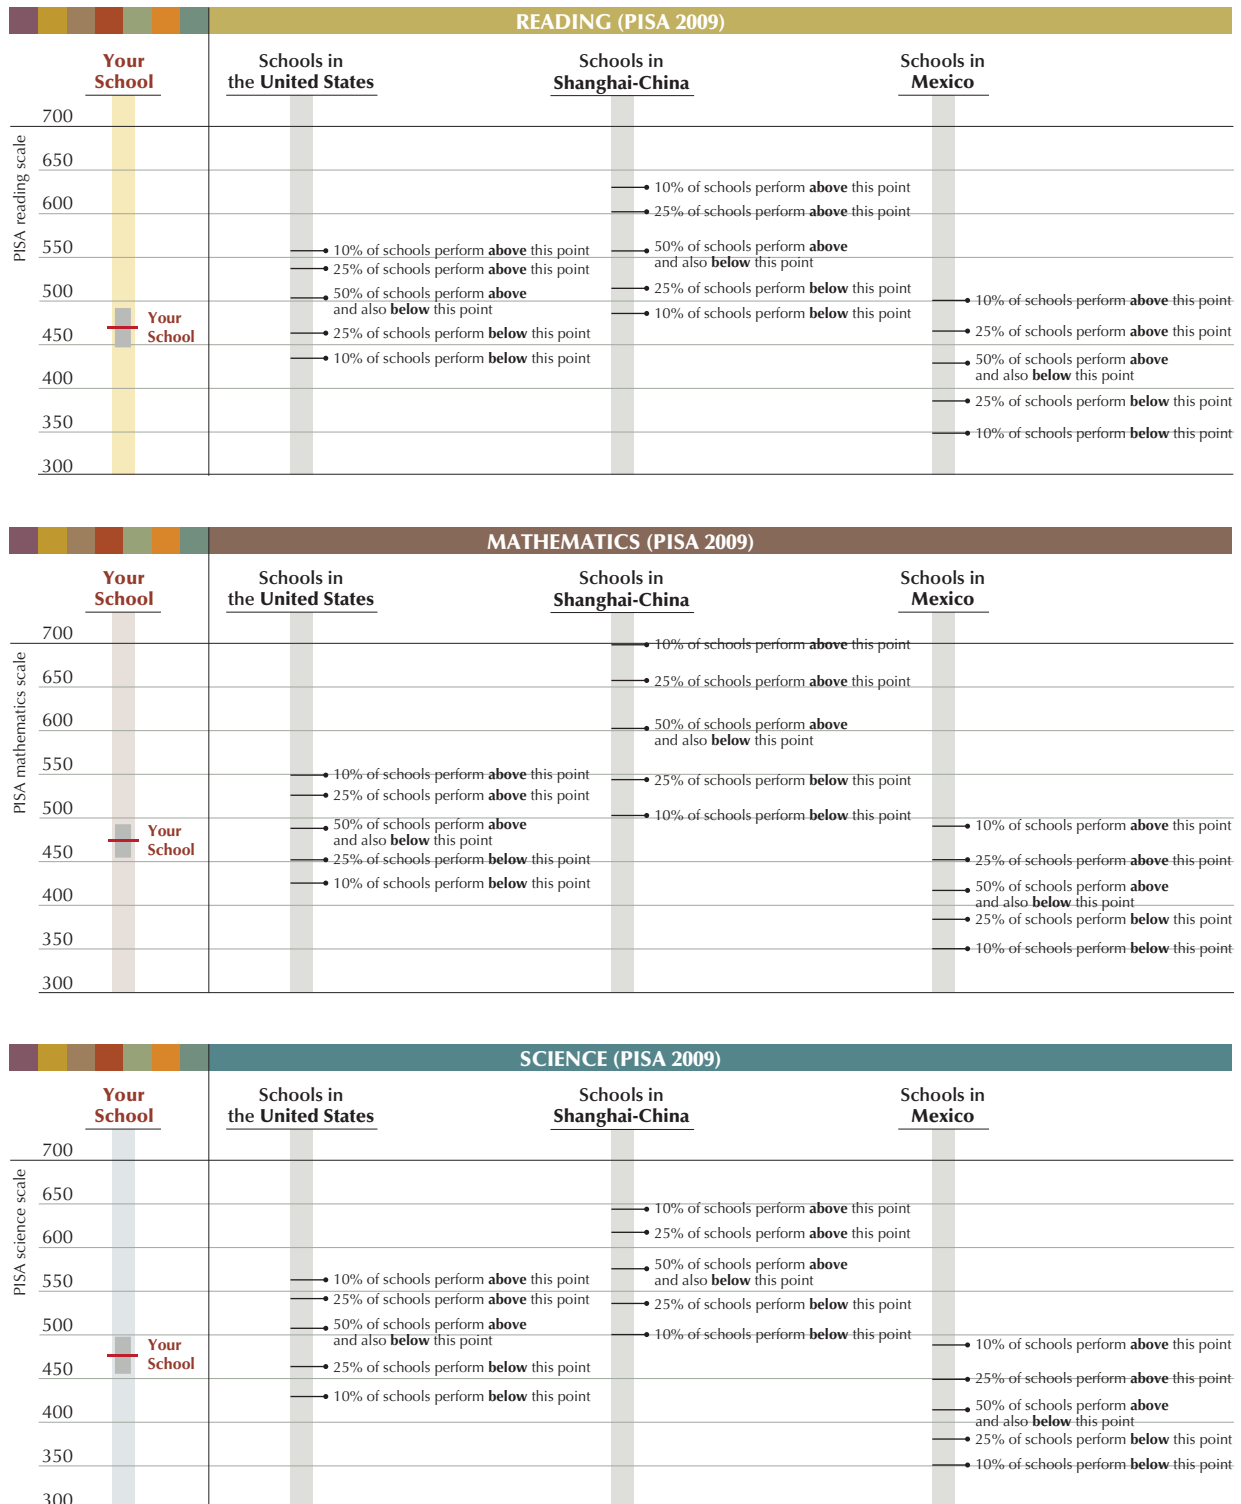 READING (PISA 2009)
Your
School
Schools in
the United States
Schools in
Shanghai-China
Schools in
Mexico
PISA reading scale
700
650
600
550
500
450
400
350
300
Your
School
10% of schools perform above this point
25% of schools perform above this point
50% of schools perform above
and also below this point
25% of schools perform below this point
10% of schools perform below this point
10% of schools perform above this point
25% of schools perform above this point
50% of schools perform above
and also below this point
25% of schools perform below this point
10% of schools perform below this point
10% of schools perform above this point
25% of schools perform above this point
50% of schools perform above
and also below this point
25% of schools perform below this point
10% of schools perform below this point
MATHEMATICS (PISA 2009)
Your
School
Schools in
the United States
Schools in
Shanghai-China
Schools in
Mexico
PISA mathematics scale
700
650
600
550
500
450
400
350
300
Your
School
10% of schools perform above this point
25% of schools perform above this point
50% of schools perform above
and also below this point
25% of schools perform below this point
10% of schools perform below this point
10% of schools perform above this point
25% of schools perform above this point
50% of schools perform above
and also below this point
25% of schools perform below this point
10% of schools perform below this point
10% of schools perform above this point
25% of schools perform above this point
50% of schools perform above
and also below this point
25% of schools perform below this point
10% of schools perform below this point
SCIENCE (PISA 2009)
Your
School
Schools in
the United States
Schools in
Shanghai-China
Schools in
Mexico
PISA science scale
700
650
600
550
500
450
400
350
300
Your
School
10% of schools perform above this point
25% of schools perform above this point
50% of schools perform above
and also below this point
25% of schools perform below this point
10% of schools perform below this point
10% of schools perform above this point
25% of schools perform above this point
50% of schools perform above
and also below this point
25% of schools perform below this point
10% of schools perform below this point
10% of schools perform above this point
25% of schools perform above this point
50% of schools perform above
and also below this point
25% of schools perform below this point
10% of schools perform below this point